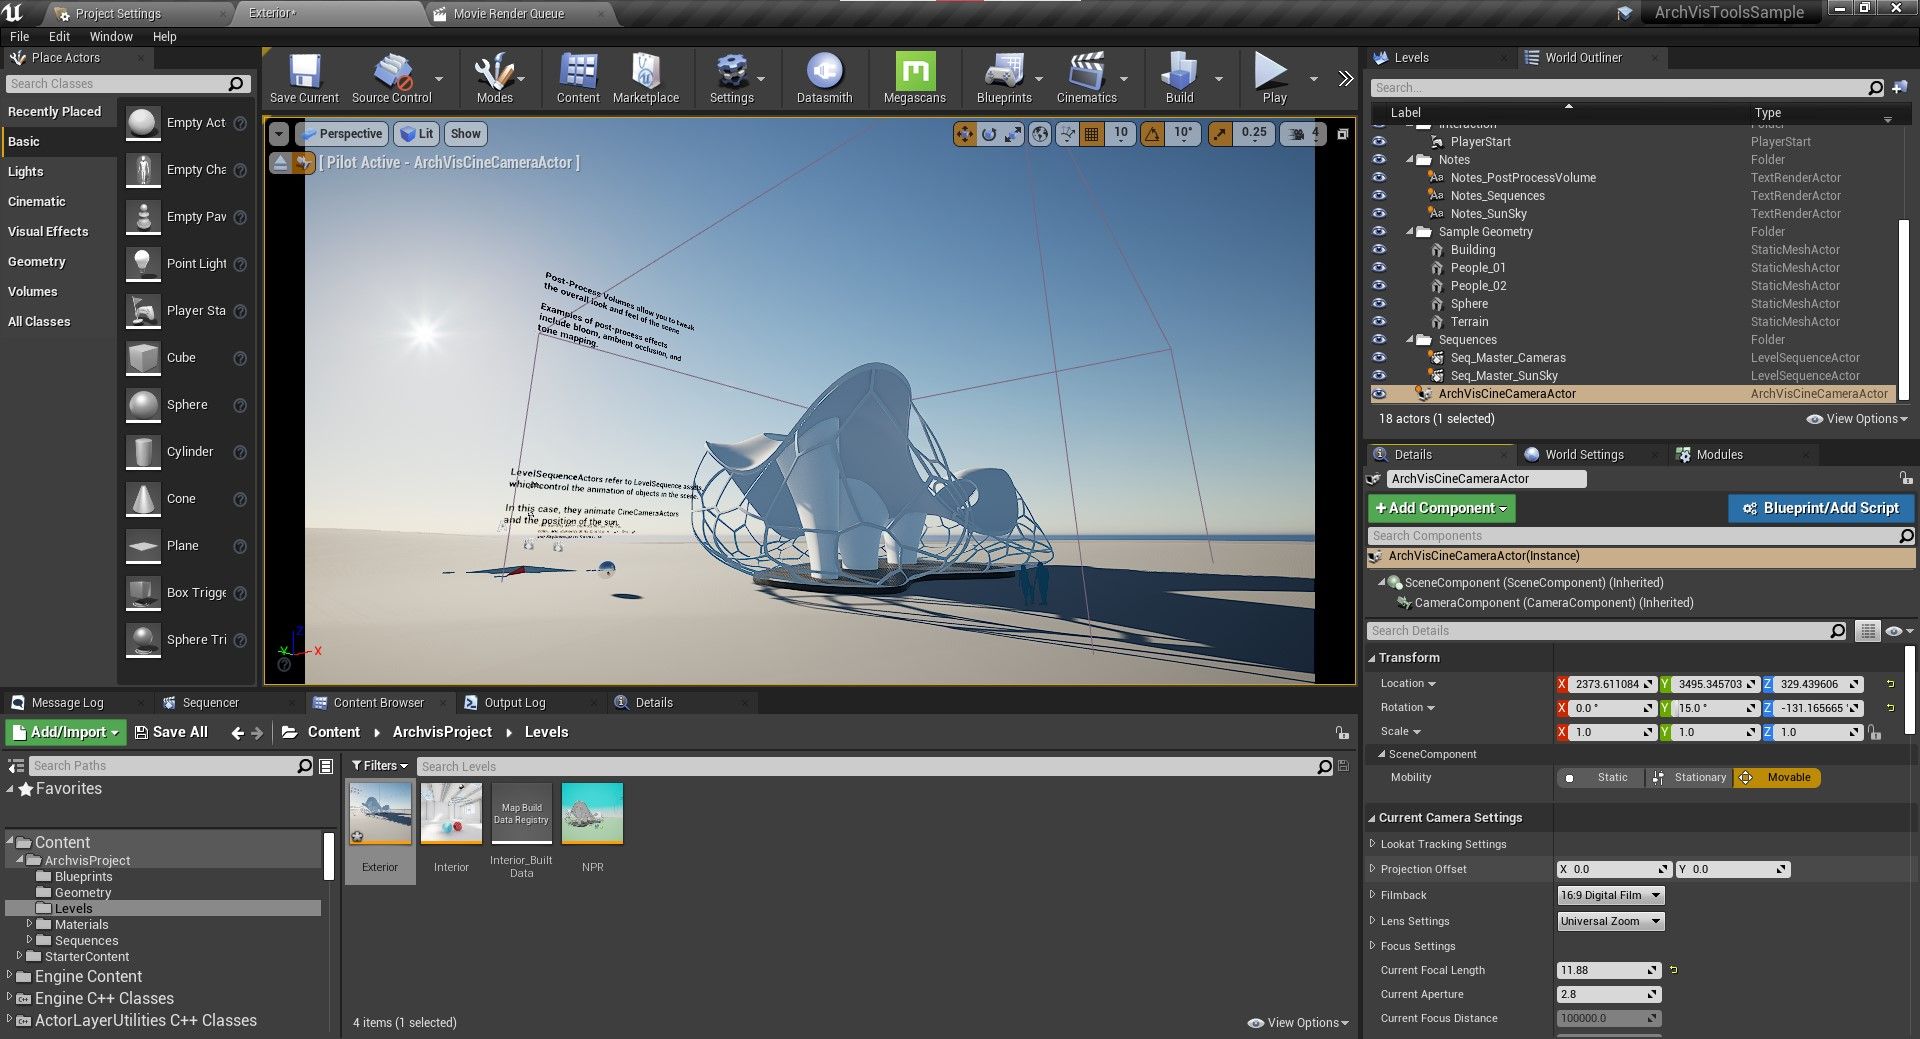 Project Settings
Exterior*
Movie Render Queue
ArchVisToolsSample
File Edit Window Help
Place Actors
Search Classes
Recently Placed
Basic
Lights
Cinematic
Visual Effects
Geometry
Volumes
All Classes
Empty Act
Empty Cha
Empty Pav
Point Light
Player Sta
Cube
Sphere
Cylinder
Cone
Plane
Box Trigge
Sphere Tri
Save Current
Source Control
Modes
Content
Marketplace
Settings
Datasmith
Megascans
Blueprints
Cinematics
Build
Play
Perspective
Lit
Show
10
10°
0.25
4
[ Pilot Active - ArchVisCineCameraActor ]
Post-Process Volumes allow you to tweak
the overall look and feel of the scene
Examples of post-process effects
include bloom, ambient occlusion, and
tone mapping.
LevelSequenceActors refer to LevelSequence assets
which control the animation of objects in the scene.
In this case, they animate CineCameraActors
and the position of the sun.
Z
Y
X
Levels
World Outliner
Search...
Label Type
Interaction Folder
PlayerStart PlayerStart
Notes Folder
Notes_PostProcessVolume TextRenderActor
Notes_Sequences TextRenderActor
Notes_SunSky TextRenderActor
Sample Geometry Folder
Building StaticMeshActor
People_01 StaticMeshActor
People_02 StaticMeshActor
Sphere StaticMeshActor
Terrain StaticMeshActor
Sequences Folder
Seq_Master_Cameras LevelSequenceActor
Seq_Master_SunSky LevelSequenceActor
ArchVisCineCameraActor ArchVisCineCameraActor
18 actors (1 selected)
View Options
Details
World Settings
Modules
ArchVisCineCameraActor
+Add Component
Blueprint/Add Script
Search Components
ArchVisCineCameraActor(Instance)
SceneComponent (SceneComponent) (Inherited)
CameraComponent (CameraComponent) (Inherited)
Search Details
Transform
Location X 2373.611084 Y 3495.345703 Z 329.439606
Rotation X 0.0 ° Y 15.0 ° Z -131.165665 °
Scale X 1.0 Y 1.0 Z 1.0
SceneComponent
Mobility Static Stationary Movable
Current Camera Settings
Lookat Tracking Settings
Projection Offset X 0.0 Y 0.0
Filmback 16:9 Digital Film
Lens Settings Universal Zoom
Focus Settings
Current Focal Length 11.88
Current Aperture 2.8
Current Focus Distance 100000.0
Message Log
Sequencer
Content Browser
Output Log
Details
Add/Import
Save All
Content
ArchvisProject
Levels
Search Paths
Filters
Search Levels
Favorites
Content
ArchvisProject
Blueprints
Geometry
Levels
Materials
Sequences
StarterContent
Engine Content
Engine C++ Classes
ActorLayerUtilities C++ Classes
Map Build
Data Registry
Exterior
Interior
Interior_Built
Data
NPR
4 items (1 selected)
View Options